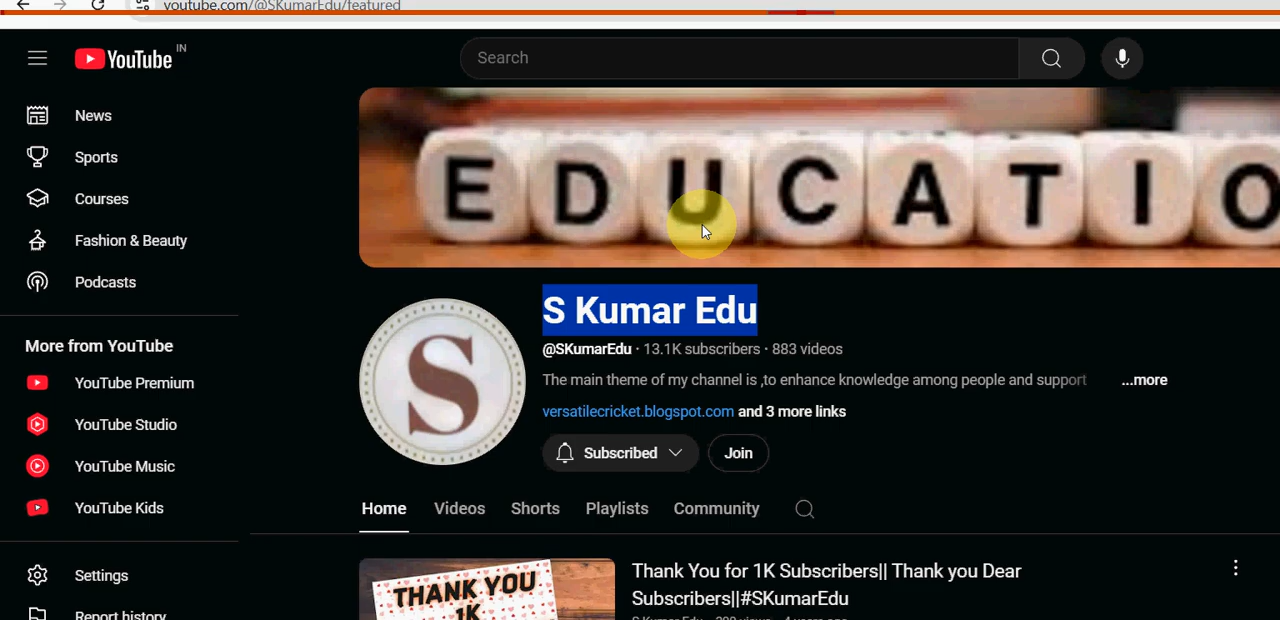 youtube.com/@SKumarEdu/featured
YouTube IN
Search
News
Sports
Courses
Fashion & Beauty
Podcasts
More from YouTube
YouTube Premium
YouTube Studio
YouTube Music
YouTube Kids
Settings
Report history
EDUCATIO
S
S Kumar Edu
@SKumarEdu · 13.1K subscribers · 883 videos
The main theme of my channel is ,to enhance knowledge among people and support ...more
versatilecricket.blogspot.com and 3 more links
Subscribed
Join
Home Videos Shorts Playlists Community
THANK YOU
1K
Thank You for 1K Subscribers|| Thank you Dear
Subscribers||#SKumarEdu